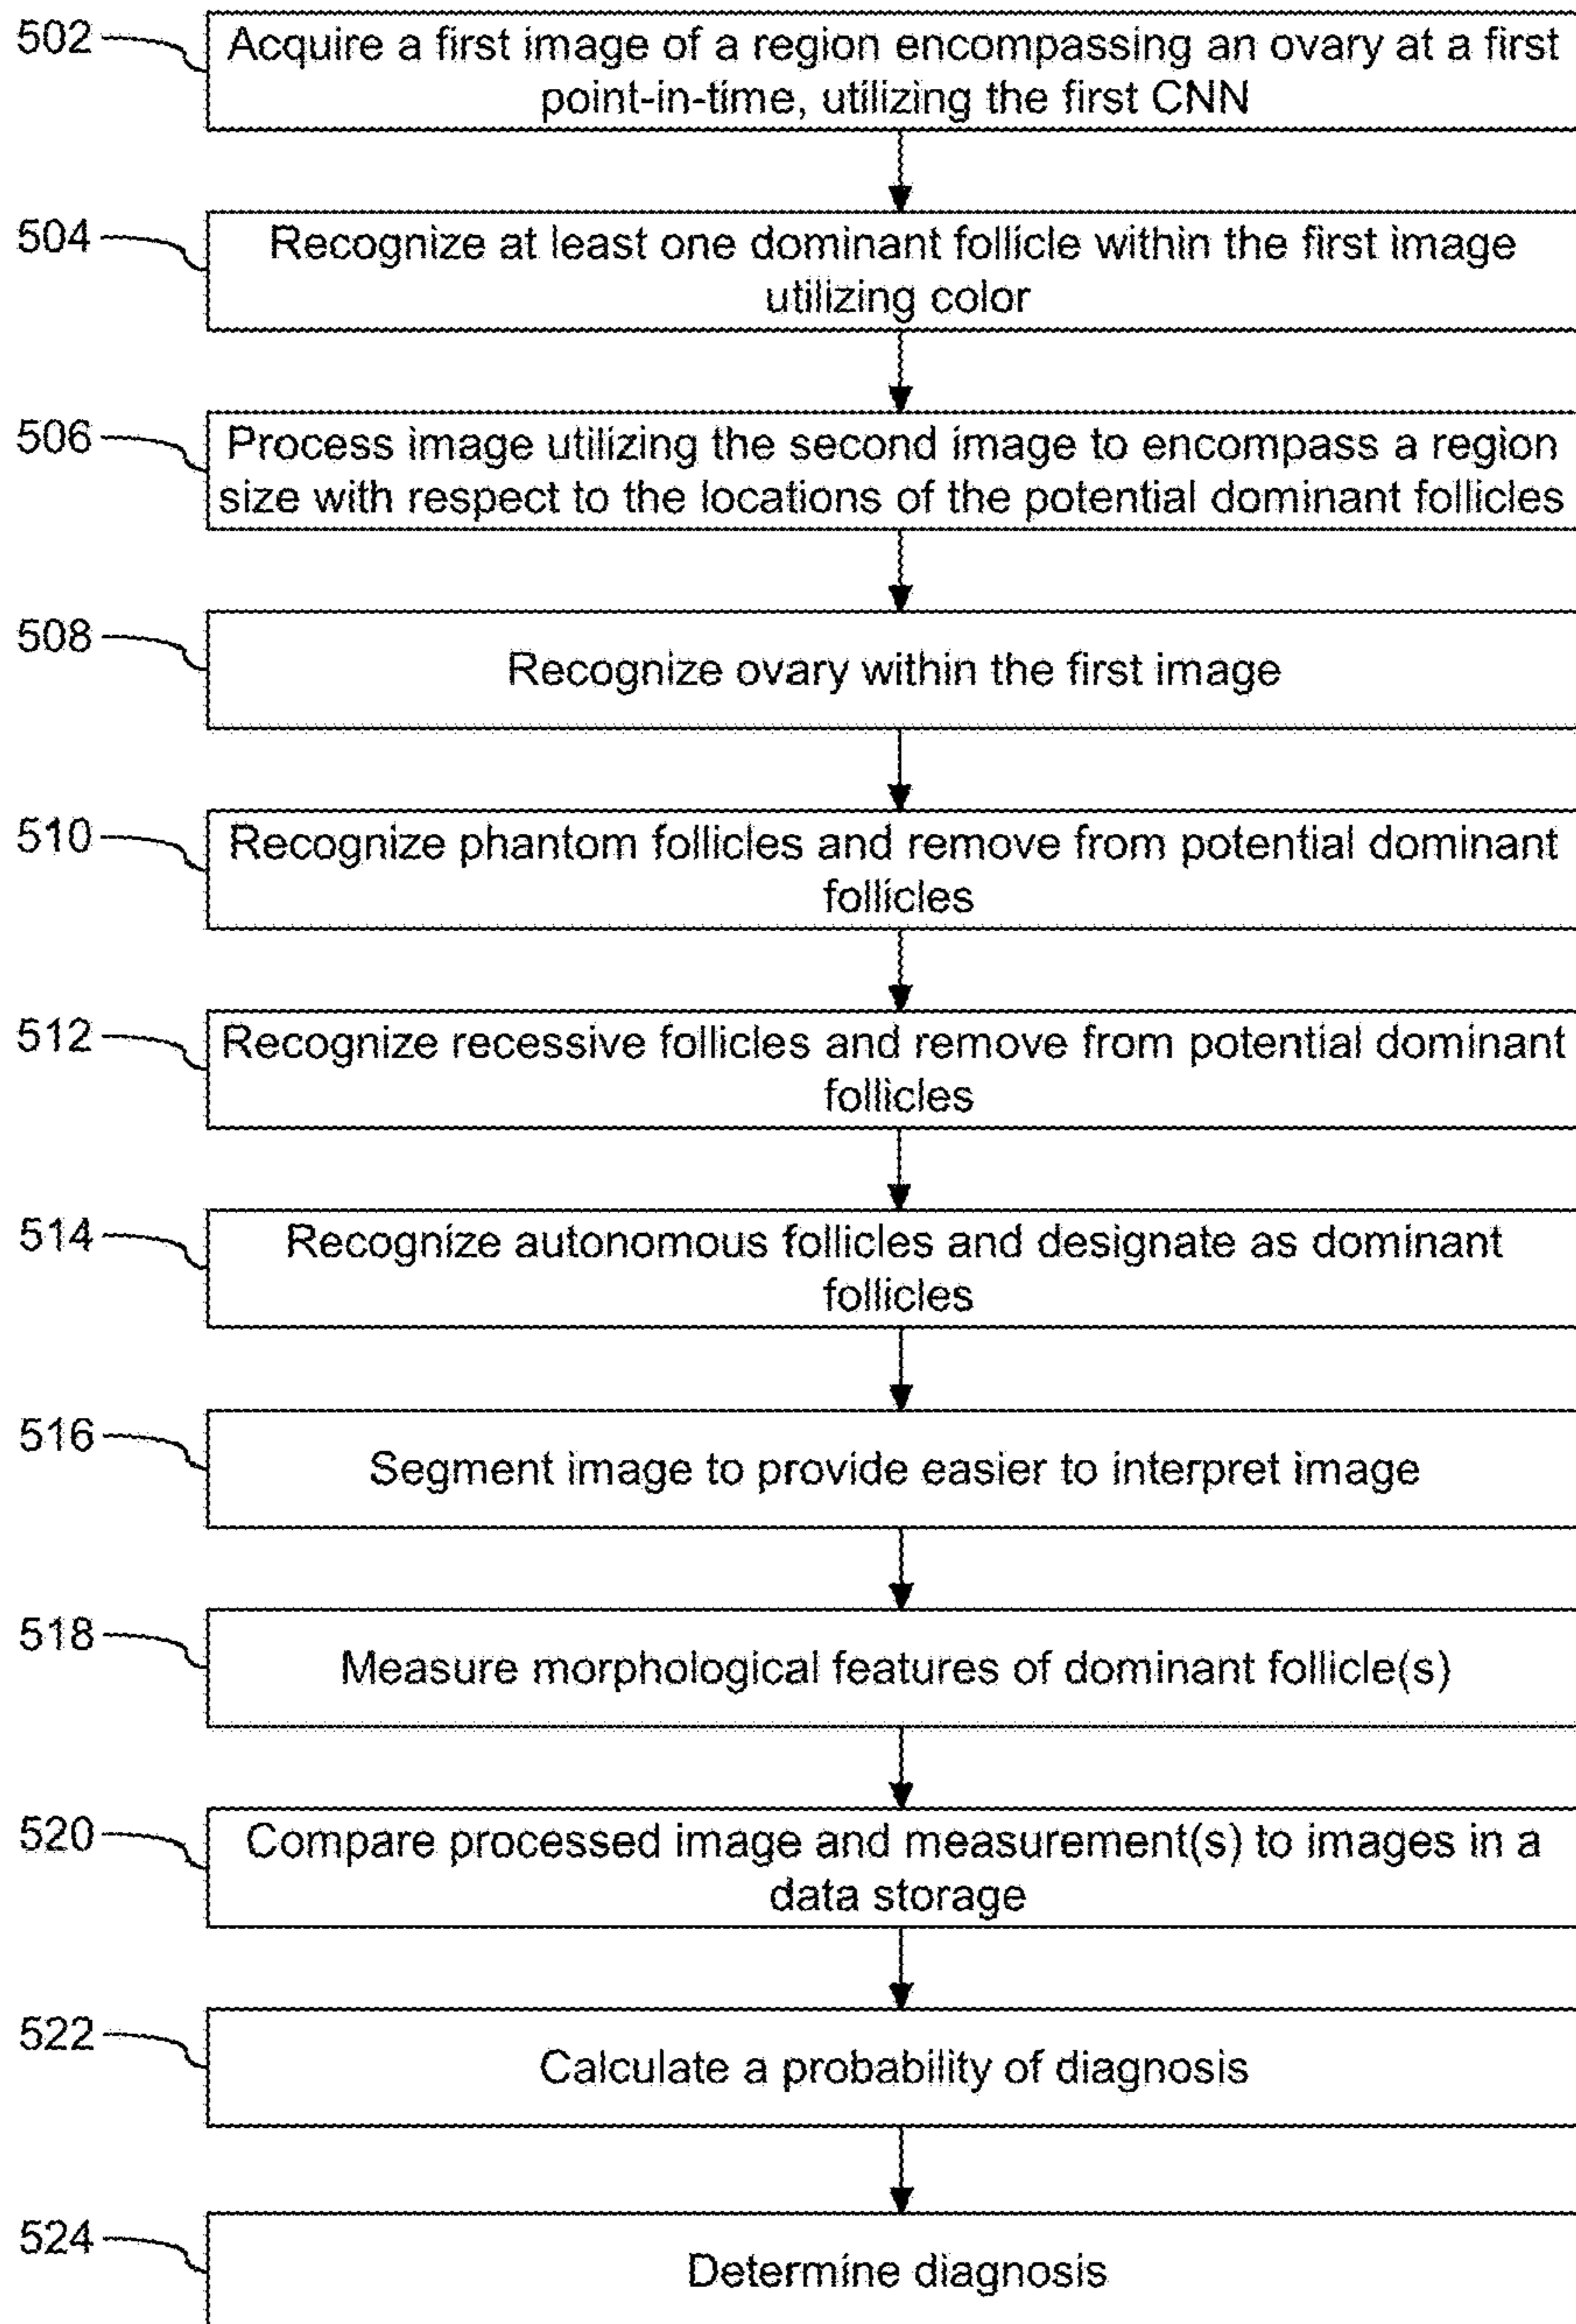 502
Acquire a first image of a region encompassing an ovary at a first
point-in-time, utilizing the first CNN
504
Recognize at least one dominant follicle within the first image
utilizing color
506
Process image utilizing the second image to encompass a region
size with respect to the locations of the potential dominant follicles
508
Recognize ovary within the first image
510
Recognize phantom follicles and remove from potential dominant
follicles
512
Recognize recessive follicles and remove from potential dominant
follicles
514
Recognize autonomous follicles and designate as dominant
follicles
516
Segment image to provide easier to interpret image
518
Measure morphological features of dominant follicle(s)
520
Compare processed image and measurement(s) to images in a
data storage
522
Calculate a probability of diagnosis
524
Determine diagnosis